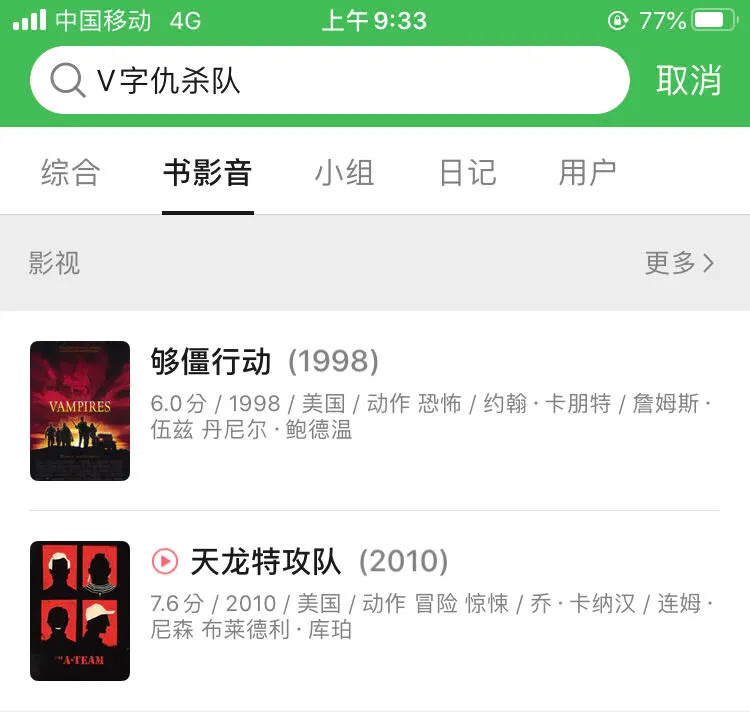 中国移动 4G 上午9:33 77%
V字仇杀队 取消
综合 书影音 小组 日记 用户
影视 更多
够僵行动 (1998)
6.0分 / 1998 / 美国 / 动作 恐怖 / 约翰·卡朋特 / 詹姆斯·
伍兹 丹尼尔·鲍德温
VAMPIRES
天龙特攻队 (2010)
7.6分 / 2010 / 美国 / 动作 冒险 惊悚 / 乔·卡纳汉 / 连姆·
尼森 布莱德利·库珀
THE A-TEAM